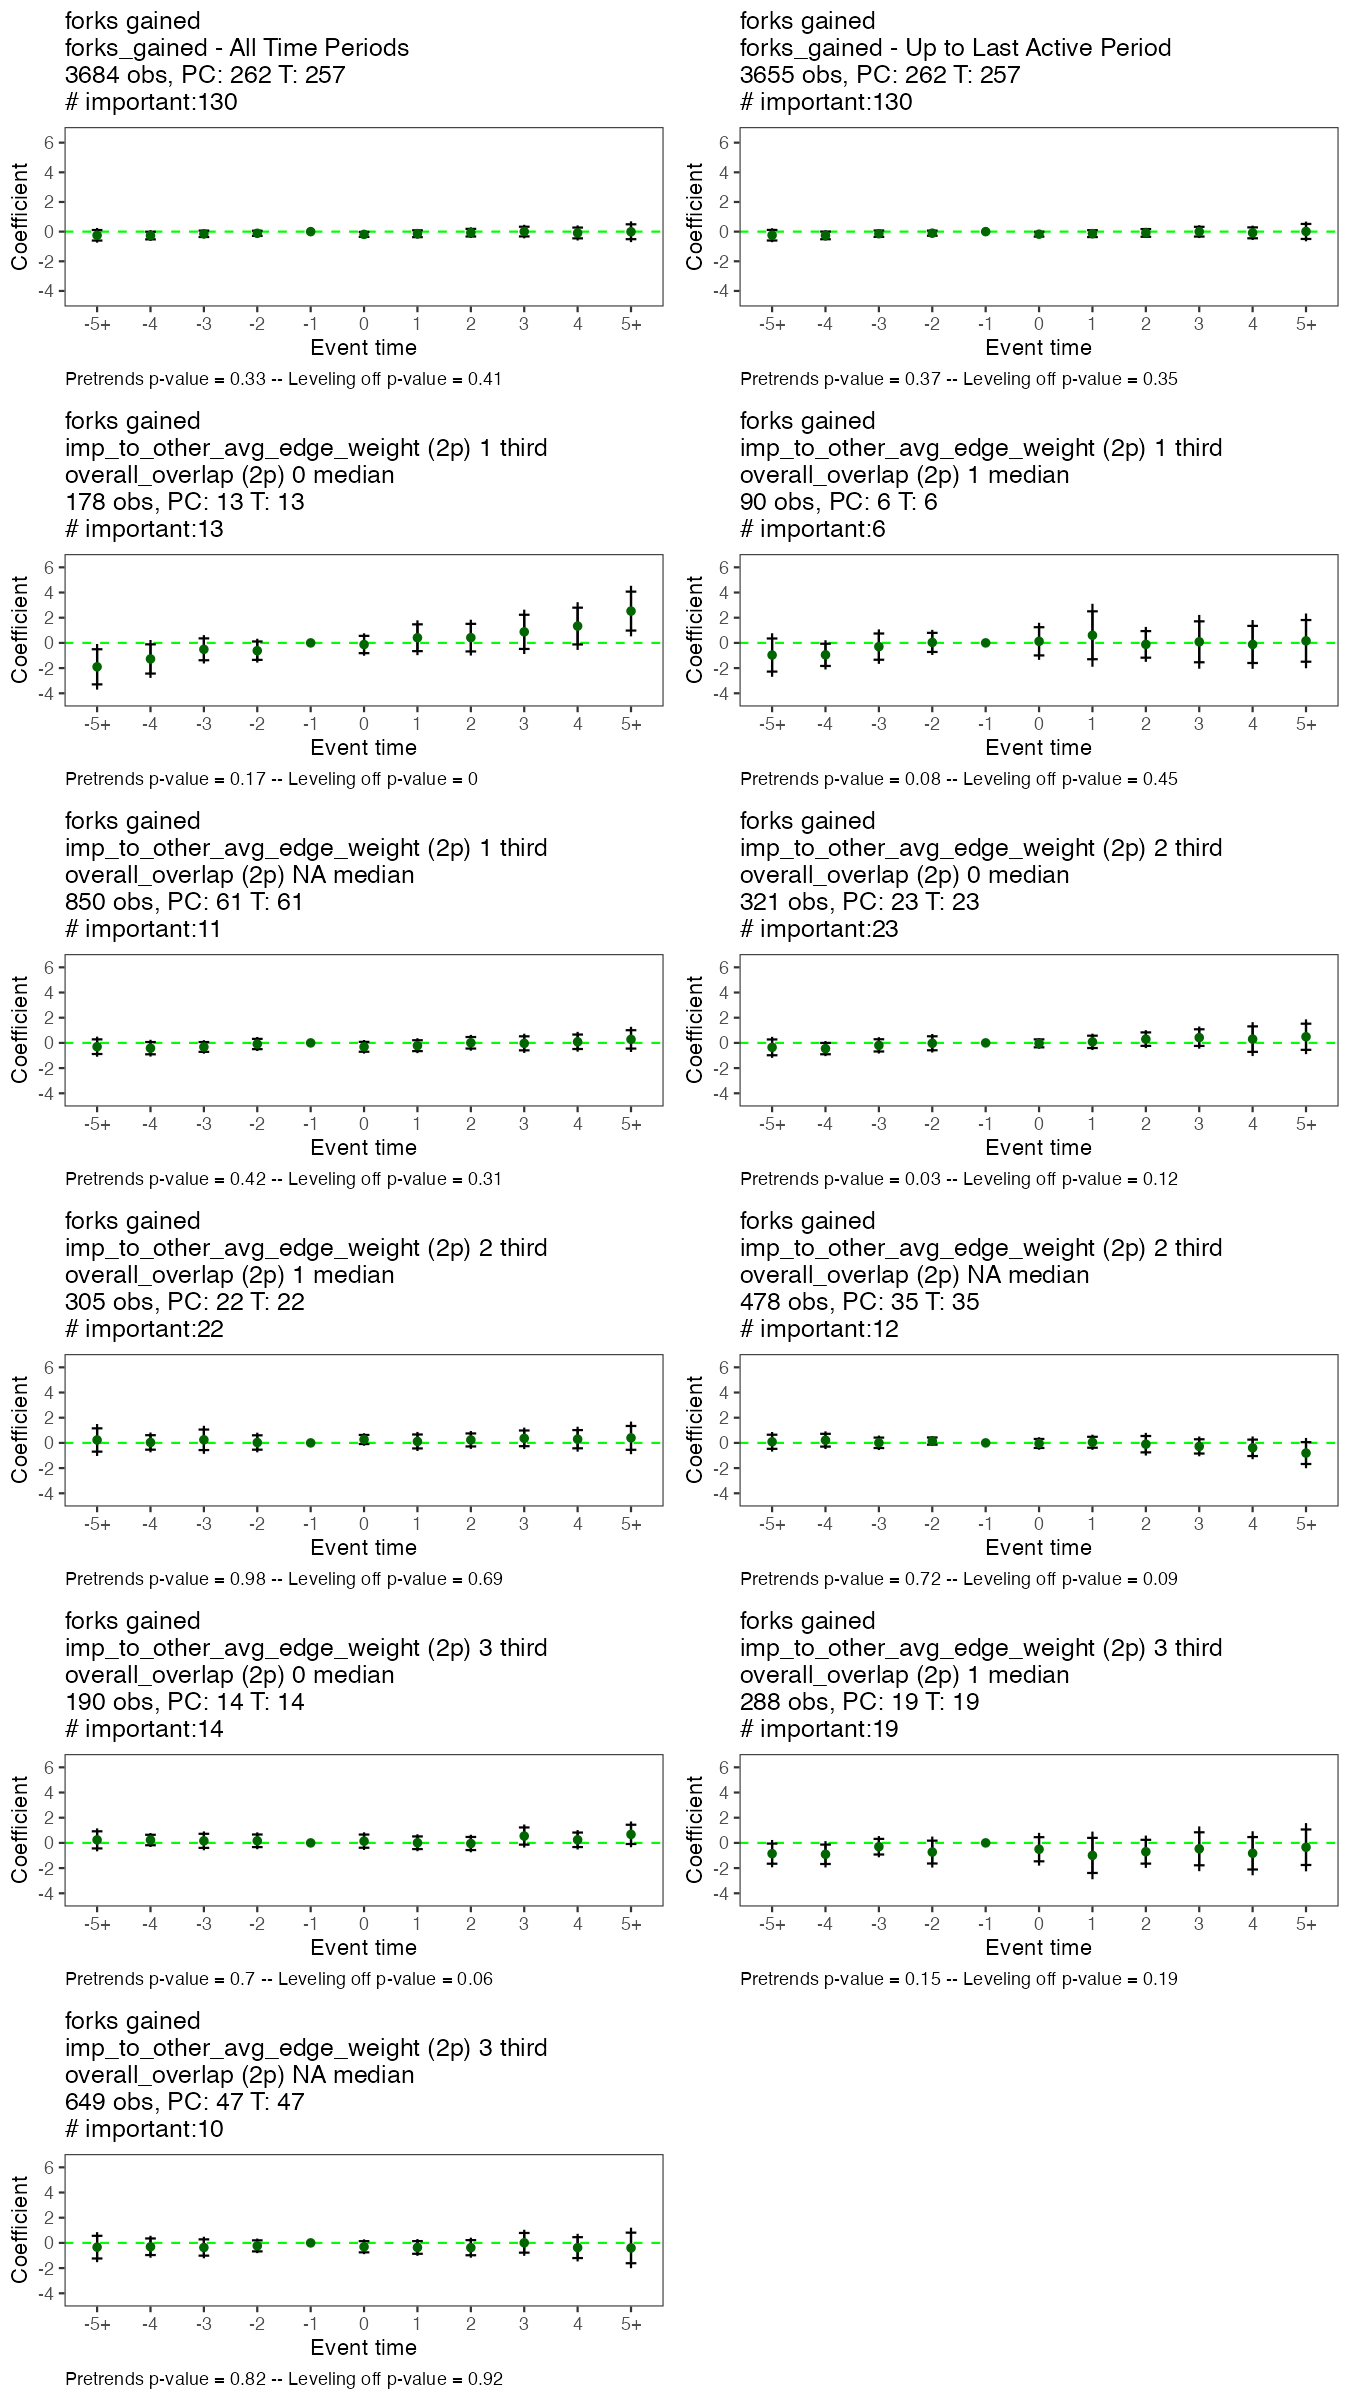 forks gained
forks_gained - All Time Periods
3684 obs, PC: 262 T: 257
# important:130
Coefficient
6
4
2
0
-2
-4
-5+ -4 -3 -2 -1 0 1 2 3 4 5+
Event time
Pretrends p-value = 0.33 -- Leveling off p-value = 0.41
forks gained
forks_gained - Up to Last Active Period
3655 obs, PC: 262 T: 257
# important:130
Coefficient
6
4
2
0
-2
-4
-5+ -4 -3 -2 -1 0 1 2 3 4 5+
Event time
Pretrends p-value = 0.37 -- Leveling off p-value = 0.35
forks gained
imp_to_other_avg_edge_weight (2p) 1 third
overall_overlap (2p) 0 median
178 obs, PC: 13 T: 13
# important:13
Coefficient
6
4
2
0
-2
-4
-5+ -4 -3 -2 -1 0 1 2 3 4 5+
Event time
Pretrends p-value = 0.17 -- Leveling off p-value = 0
forks gained
imp_to_other_avg_edge_weight (2p) 1 third
overall_overlap (2p) 1 median
90 obs, PC: 6 T: 6
# important:6
Coefficient
6
4
2
0
-2
-4
-5+ -4 -3 -2 -1 0 1 2 3 4 5+
Event time
Pretrends p-value = 0.08 -- Leveling off p-value = 0.45
forks gained
imp_to_other_avg_edge_weight (2p) 1 third
overall_overlap (2p) NA median
850 obs, PC: 61 T: 61
# important:11
Coefficient
6
4
2
0
-2
-4
-5+ -4 -3 -2 -1 0 1 2 3 4 5+
Event time
Pretrends p-value = 0.42 -- Leveling off p-value = 0.31
forks gained
imp_to_other_avg_edge_weight (2p) 2 third
overall_overlap (2p) 0 median
321 obs, PC: 23 T: 23
# important:23
Coefficient
6
4
2
0
-2
-4
-5+ -4 -3 -2 -1 0 1 2 3 4 5+
Event time
Pretrends p-value = 0.03 -- Leveling off p-value = 0.12
forks gained
imp_to_other_avg_edge_weight (2p) 2 third
overall_overlap (2p) 1 median
305 obs, PC: 22 T: 22
# important:22
Coefficient
6
4
2
0
-2
-4
-5+ -4 -3 -2 -1 0 1 2 3 4 5+
Event time
Pretrends p-value = 0.98 -- Leveling off p-value = 0.69
forks gained
imp_to_other_avg_edge_weight (2p) 2 third
overall_overlap (2p) NA median
478 obs, PC: 35 T: 35
# important:12
Coefficient
6
4
2
0
-2
-4
-5+ -4 -3 -2 -1 0 1 2 3 4 5+
Event time
Pretrends p-value = 0.72 -- Leveling off p-value = 0.09
forks gained
imp_to_other_avg_edge_weight (2p) 3 third
overall_overlap (2p) 0 median
190 obs, PC: 14 T: 14
# important:14
Coefficient
6
4
2
0
-2
-4
-5+ -4 -3 -2 -1 0 1 2 3 4 5+
Event time
Pretrends p-value = 0.7 -- Leveling off p-value = 0.06
forks gained
imp_to_other_avg_edge_weight (2p) 3 third
overall_overlap (2p) 1 median
288 obs, PC: 19 T: 19
# important:19
Coefficient
6
4
2
0
-2
-4
-5+ -4 -3 -2 -1 0 1 2 3 4 5+
Event time
Pretrends p-value = 0.15 -- Leveling off p-value = 0.19
forks gained
imp_to_other_avg_edge_weight (2p) 3 third
overall_overlap (2p) NA median
649 obs, PC: 47 T: 47
# important:10
Coefficient
6
4
2
0
-2
-4
-5+ -4 -3 -2 -1 0 1 2 3 4 5+
Event time
Pretrends p-value = 0.82 -- Leveling off p-value = 0.92